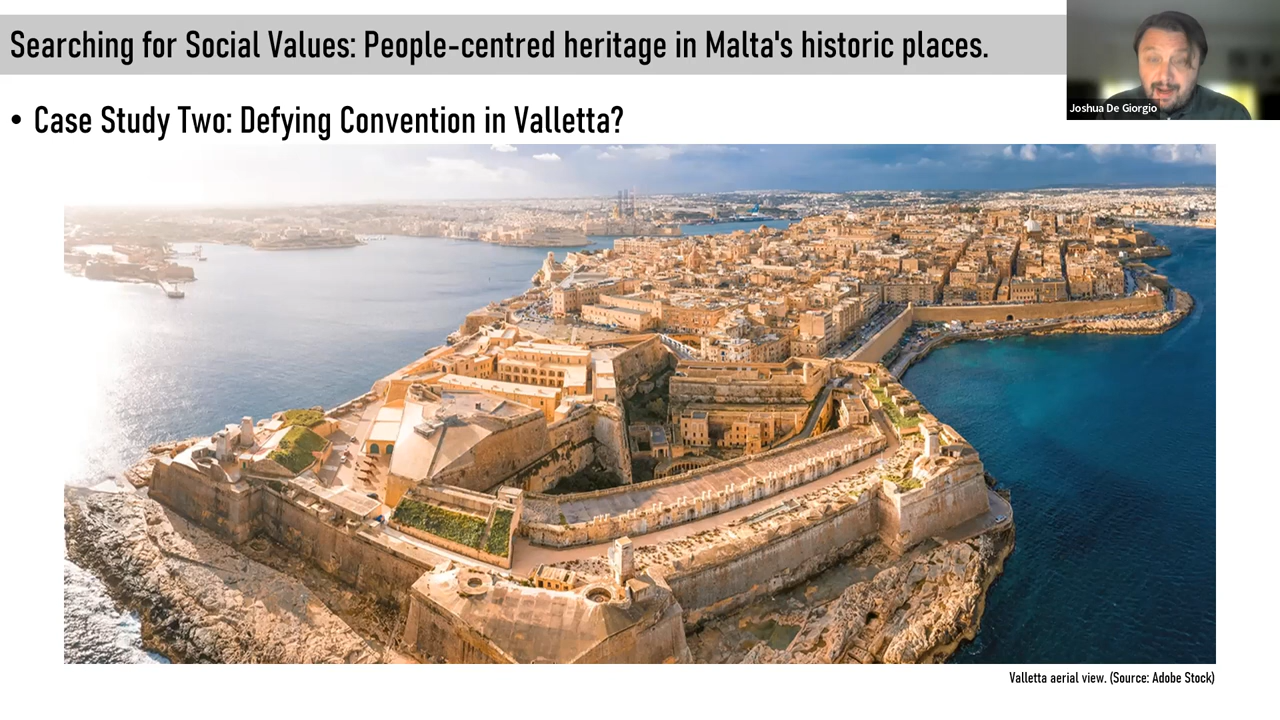 Searching for Social Values: People-centred heritage in Malta's historic places.
Joshua De Giorgio
• Case Study Two: Defying Convention in Valletta?
Valletta aerial view. (Source: Adobe Stock)